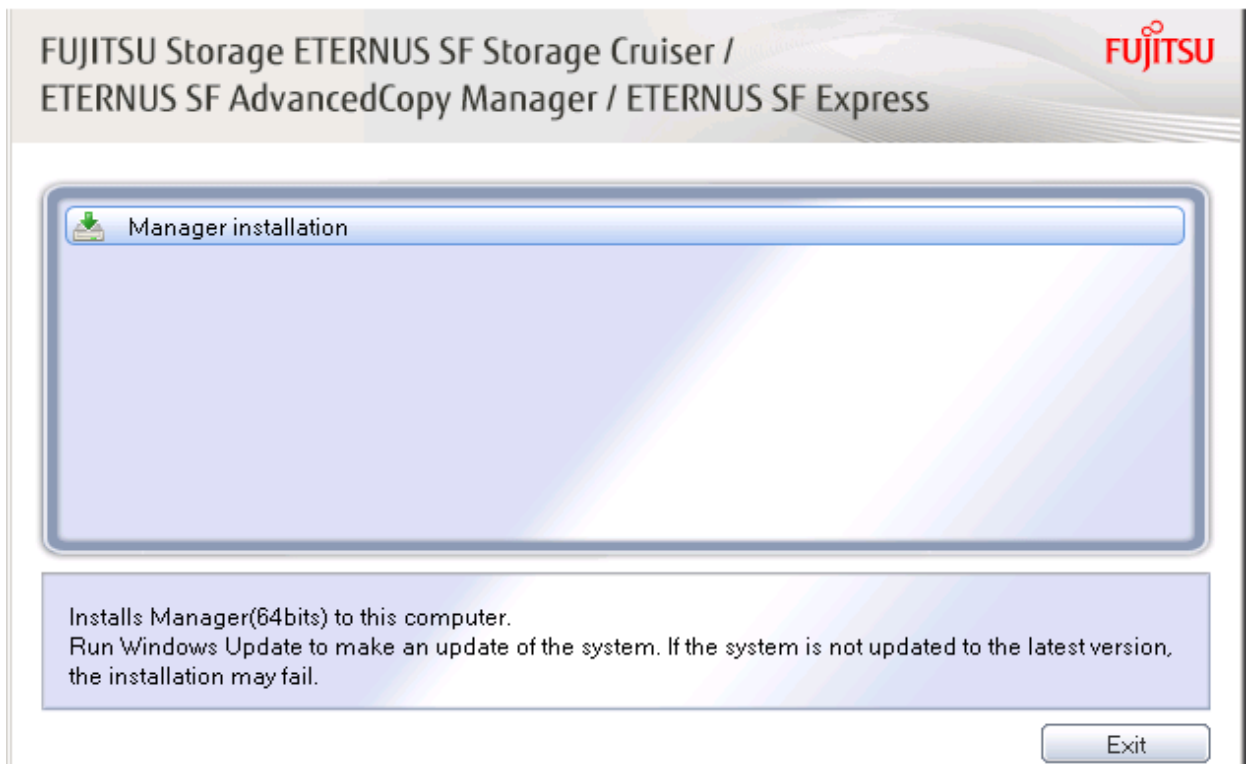 FUJITSU Storage ETERNUS SF Storage Cruiser /
ETERNUS SF AdvancedCopy Manager / ETERNUS SF Express
FUJITSU
Manager installation
Installs Manager(64bits) to this computer.
Run Windows Update to make an update of the system. If the system is not updated to the latest version,
the installation may fail.
Exit